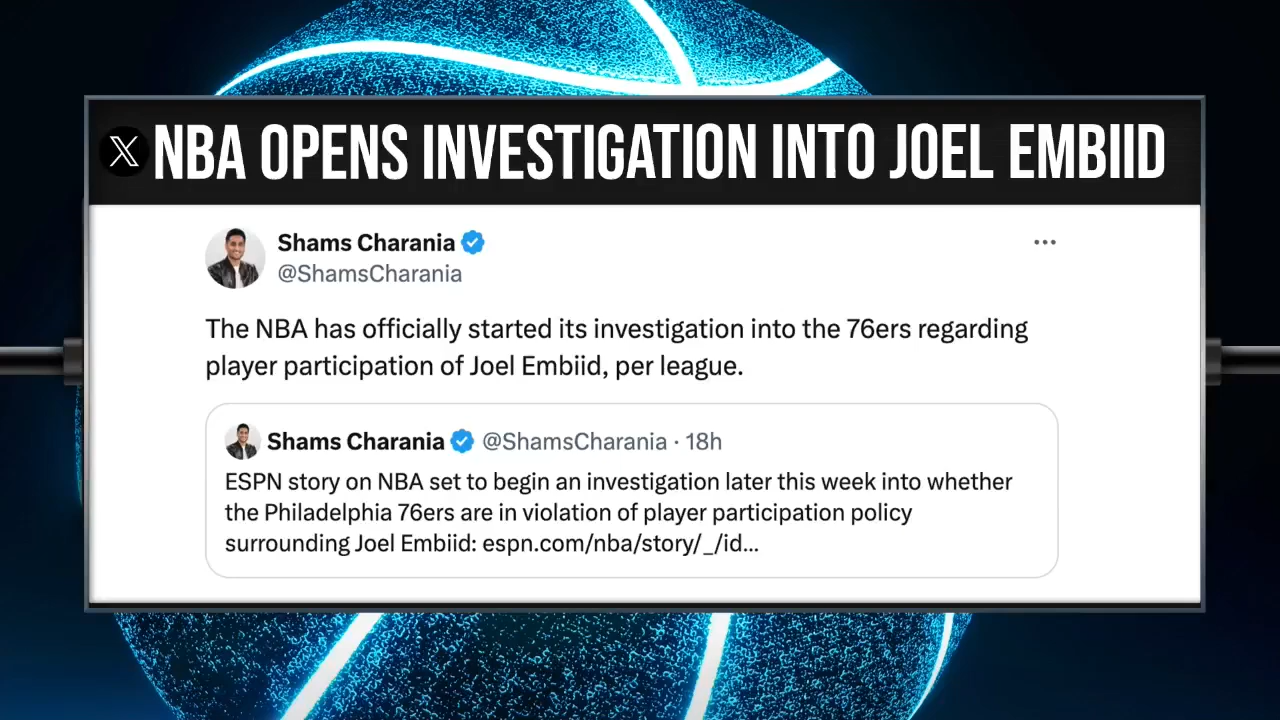 NBA OPENS INVESTIGATION INTO JOEL EMBIID
Shams Charania
@ShamsCharania
The NBA has officially started its investigation into the 76ers regarding
player participation of Joel Embiid, per league.
Shams Charania @ShamsCharania · 18h
ESPN story on NBA set to begin an investigation later this week into whether
the Philadelphia 76ers are in violation of player participation policy
surrounding Joel Embiid: espn.com/nba/story/_/id...